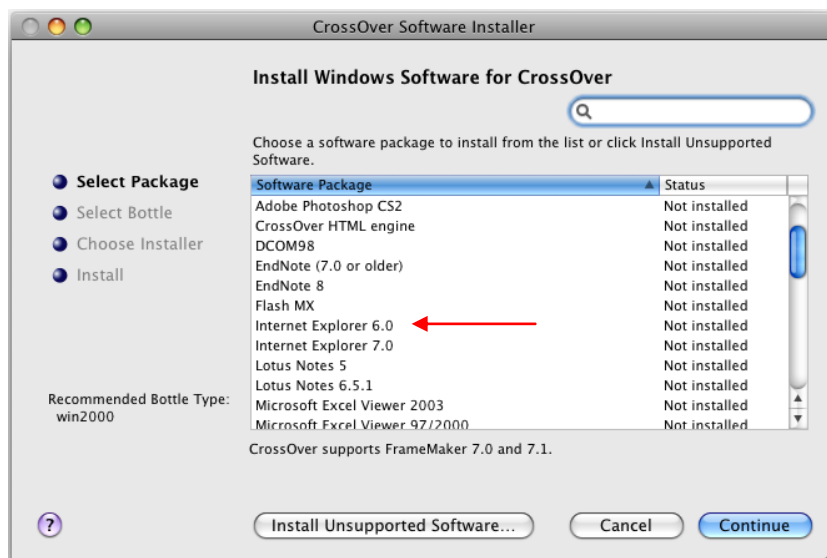 CrossOver Software Installer
Install Windows Software for CrossOver
Choose a software package to install from the list or click Install Unsupported
Software.
Select Package
Select Bottle
Choose Installer
Install
Recommended Bottle Type:
win2000
Software Package Status
Adobe Photoshop CS2 Not installed
CrossOver HTML engine Not installed
DCOM98 Not installed
EndNote (7.0 or older) Not installed
EndNote 8 Not installed
Flash MX Not installed
Internet Explorer 6.0 Not installed
Internet Explorer 7.0 Not installed
Lotus Notes 5 Not installed
Lotus Notes 6.5.1 Not installed
Microsoft Excel Viewer 2003 Not installed
Microsoft Excel Viewer 97/2000 Not installed
CrossOver supports FrameMaker 7.0 and 7.1.
? Install Unsupported Software... Cancel Continue